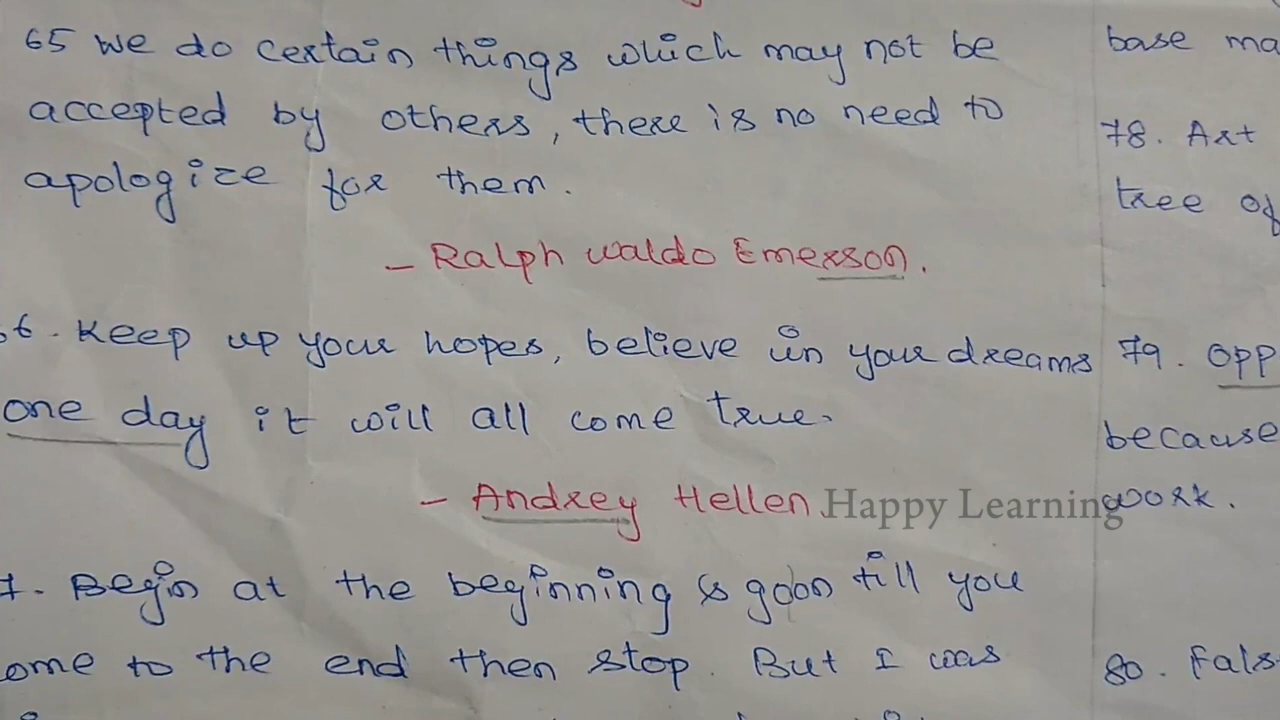 65 we do certain things which may not be
accepted by others, there is no need to
apologize for them.
- Ralph waldo Emerson.
66. Keep up your hopes, believe in your dreams
one day it will all come true.
- Andrey Hellen.
Happy Learning
7. Begin at the beginning & goon till you
ome to the end then stop. But I was
base ma
78. Art
tree of
79. opp
because
work.
80. Fals